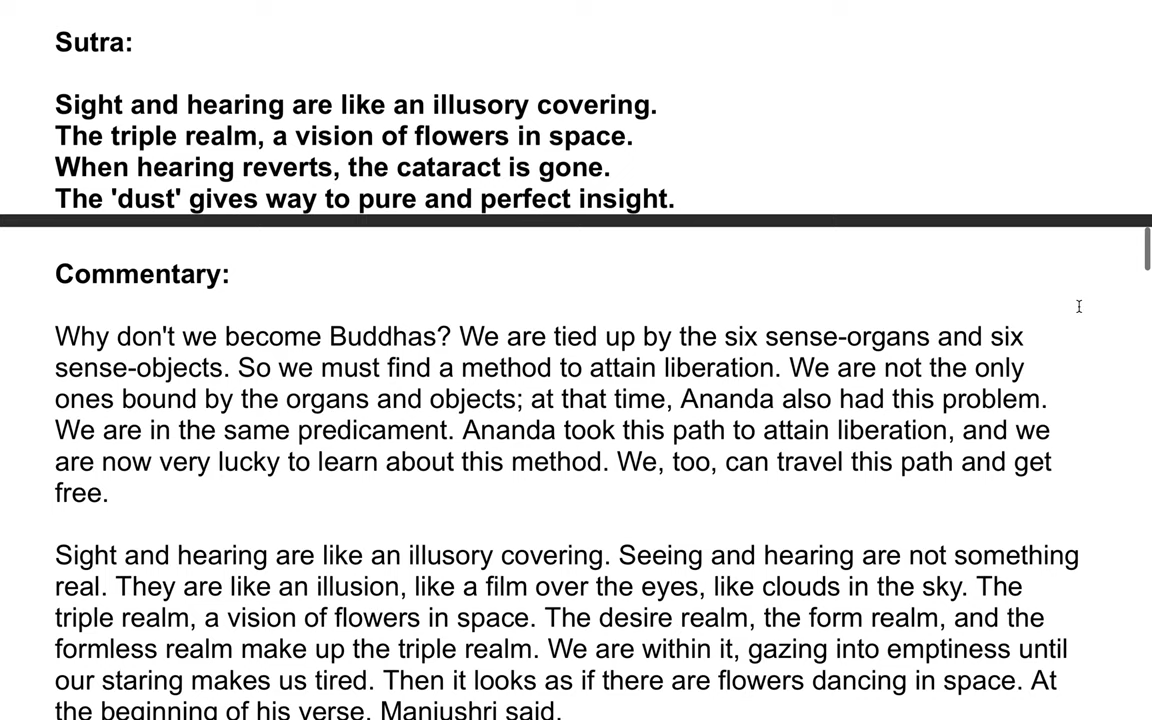 Sutra:
Sight and hearing are like an illusory covering.
The triple realm, a vision of flowers in space.
When hearing reverts, the cataract is gone.
The 'dust' gives way to pure and perfect insight.
Commentary:
Why don't we become Buddhas? We are tied up by the six sense-organs and six
sense-objects. So we must find a method to attain liberation. We are not the only
ones bound by the organs and objects; at that time, Ananda also had this problem.
We are in the same predicament. Ananda took this path to attain liberation, and we
are now very lucky to learn about this method. We, too, can travel this path and get
free.
Sight and hearing are like an illusory covering. Seeing and hearing are not something
real. They are like an illusion, like a film over the eyes, like clouds in the sky. The
triple realm, a vision of flowers in space. The desire realm, the form realm, and the
formless realm make up the triple realm. We are within it, gazing into emptiness until
our staring makes us tired. Then it looks as if there are flowers dancing in space. At
the beginning of his verse, Manjushri said,